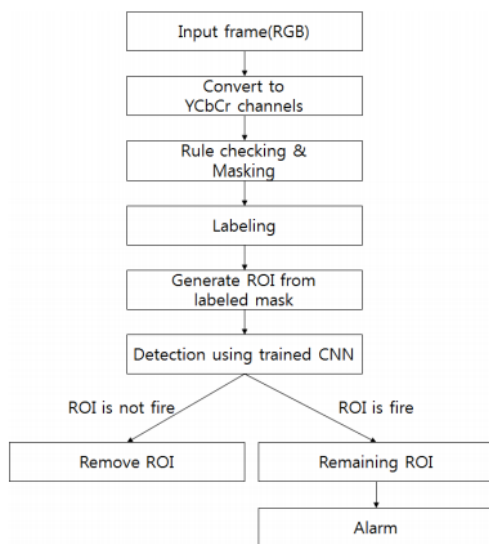 Input frame(RGB)
Convert to
YCbCr channels
Rule checking &
Masking
Labeling
Generate ROI from
labeled mask
Detection using trained CNN
ROI is not fire
ROI is fire
Remove ROI
Remaining ROI
Alarm